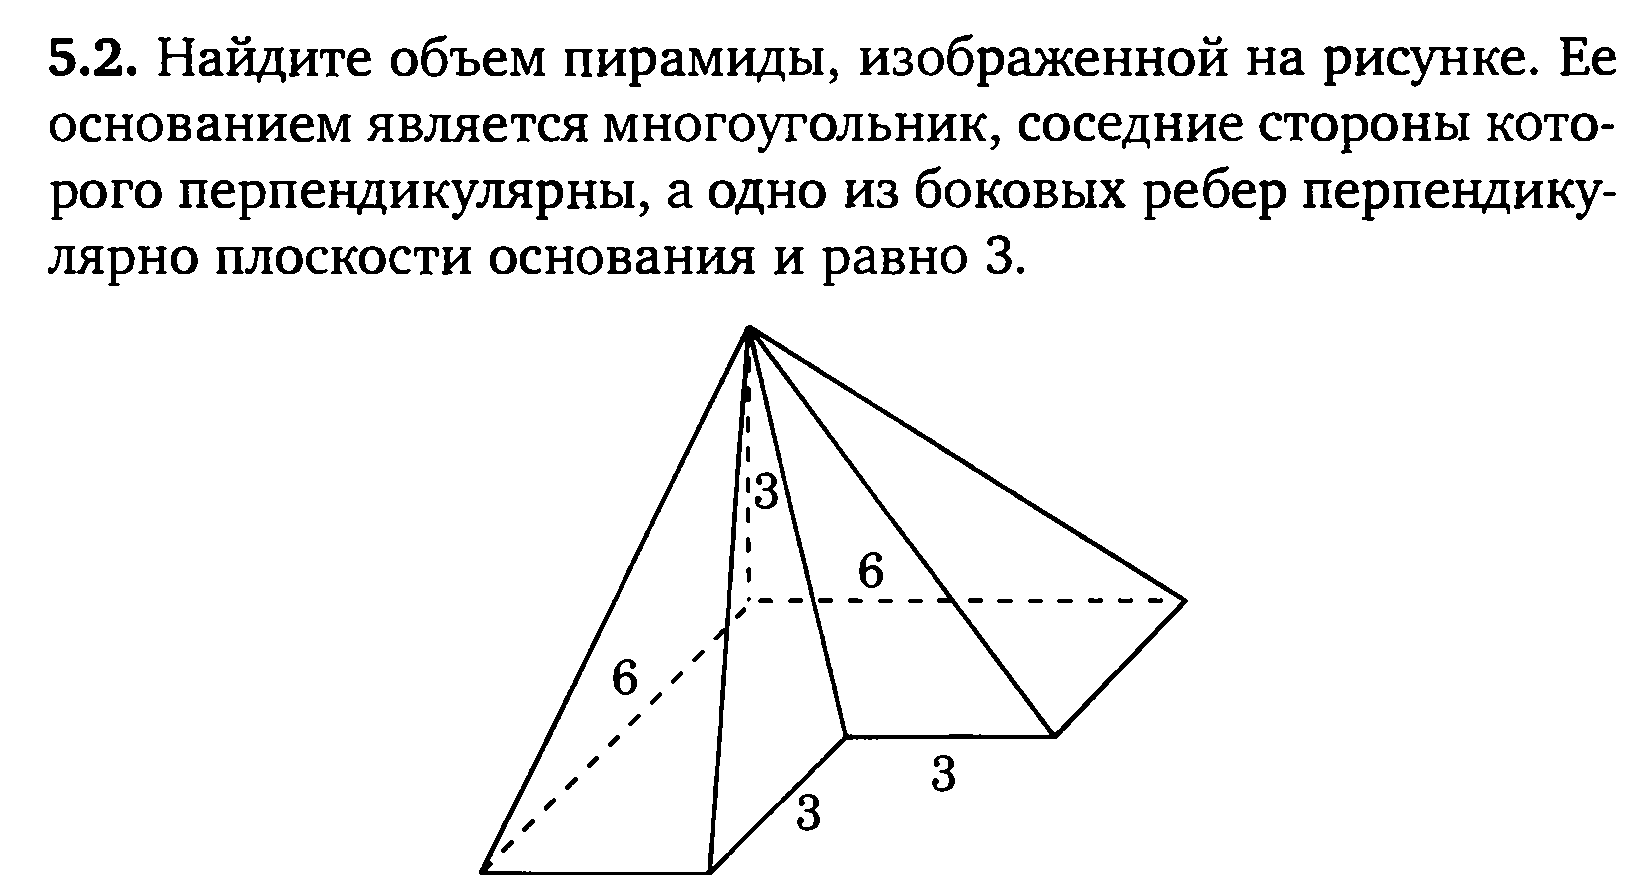 5.2. Найдите объем пирамиды, изображенной на рисунке. Ее
основанием является многоугольник, соседние стороны кото-
рого перпендикулярны, а одно из боковых ребер перпендику-
лярно плоскости основания и равно 3.
3
6
6
3
3